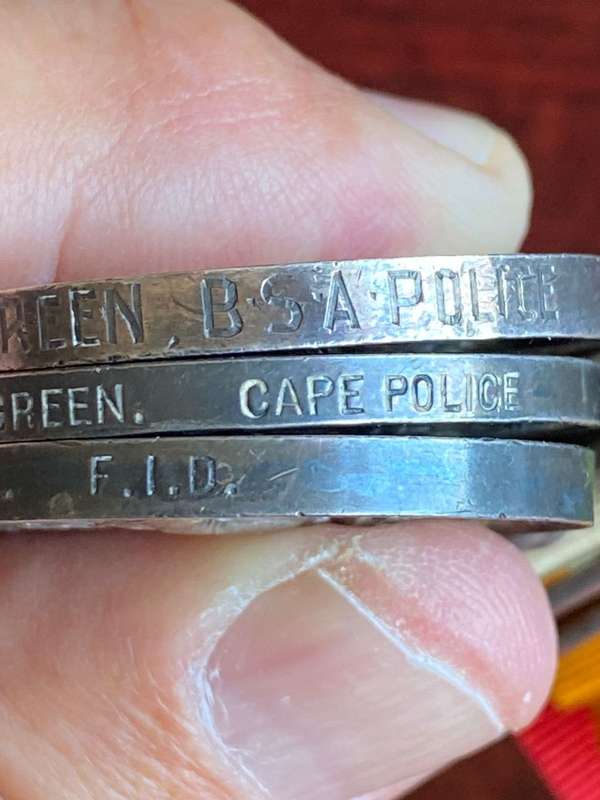 REEN, B·S·A·POLICE
GREEN. CAPE POLICE
. F.I.D.